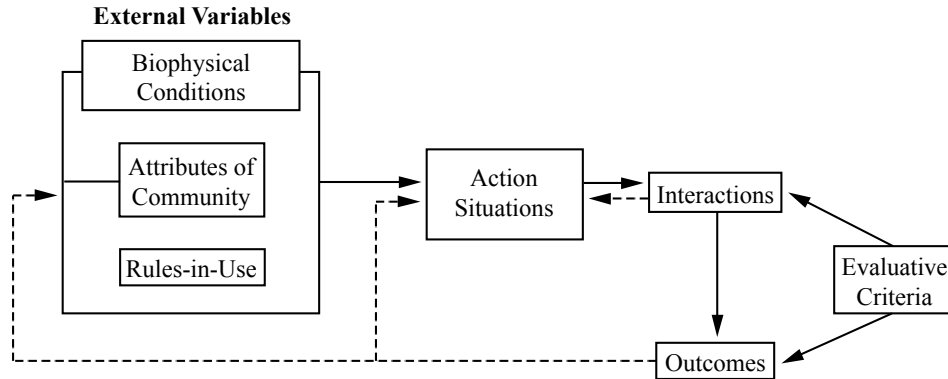 External Variables
Biophysical
Conditions
Attributes of
Community
Rules-in-Use
Action
Situations
Interactions
Evaluative
Criteria
Outcomes